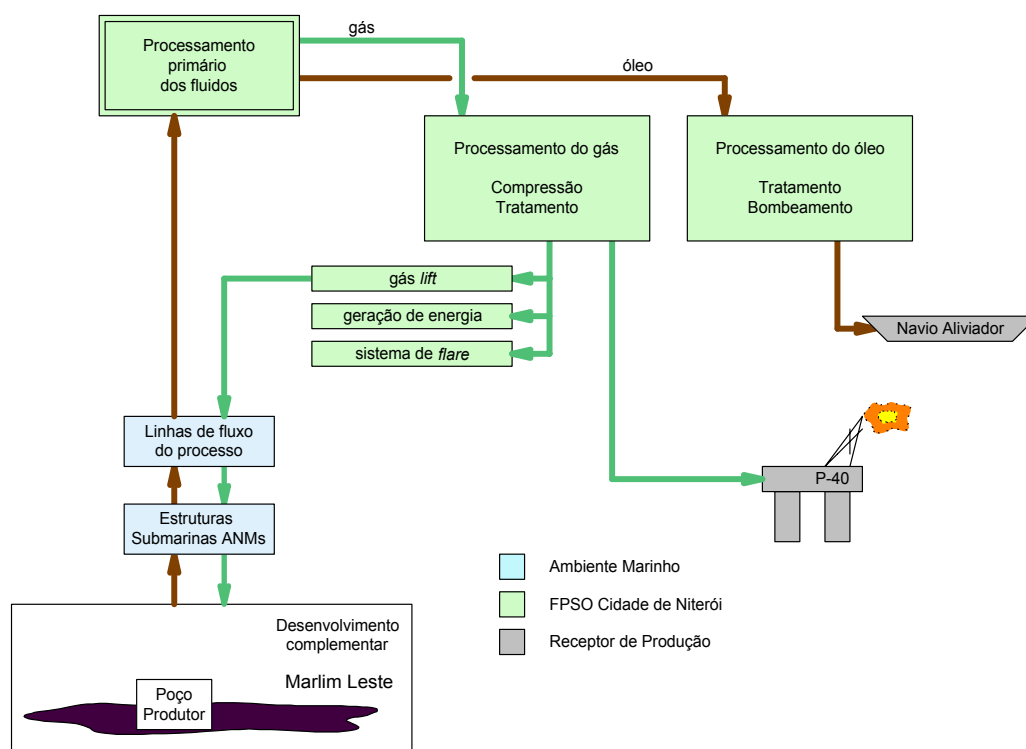 gás
óleo
Processamento
primário
dos fluidos
Processamento do gás
Compressão
Tratamento
Processamento do óleo
Tratamento
Bombeamento
gás lift
geração de energia
sistema de flare
Navio Aliviador
Linhas de fluxo
do processo
P-40
Estruturas
Submarinas ANMs
Ambiente Marinho
FPSO Cidade de Niterói
Receptor de Produção
Desenvolvimento
complementar
Marlim Leste
Poço
Produtor